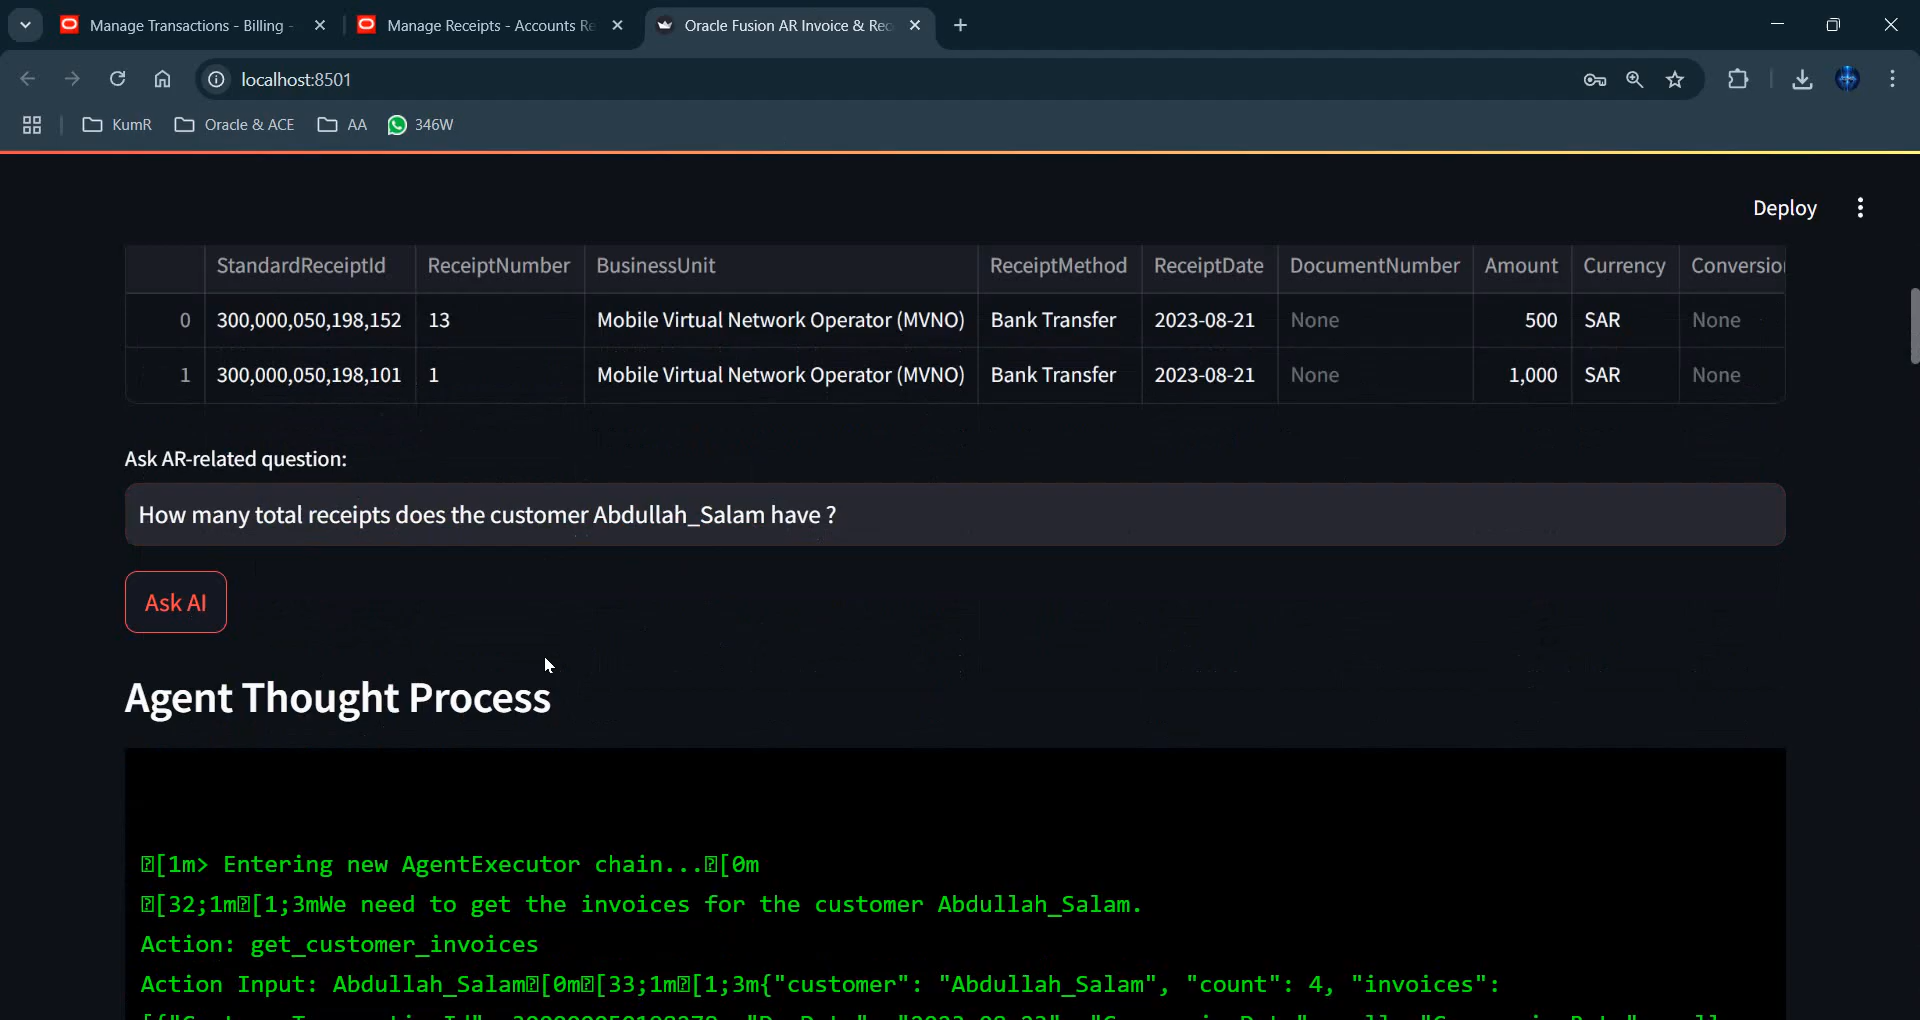 Manage Transactions - Billing -
Manage Receipts - Accounts Re
Oracle Fusion AR Invoice & Rec
localhost:8501
KumR
Oracle & ACE
AA
346W
Deploy
StandardReceiptId ReceiptNumber BusinessUnit ReceiptMethod ReceiptDate DocumentNumber Amount Currency Conversio
0 300,000,050,198,152 13 Mobile Virtual Network Operator (MVNO) Bank Transfer 2023-08-21 None 500 SAR None
1 300,000,050,198,101 1 Mobile Virtual Network Operator (MVNO) Bank Transfer 2023-08-21 None 1,000 SAR None
Ask AR-related question:
How many total receipts does the customer Abdullah_Salam have ?
Ask AI
Agent Thought Process
[1m> Entering new AgentExecutor chain...[0m
[32;1m[1;3mWe need to get the invoices for the customer Abdullah_Salam.
Action: get_customer_invoices
Action Input: Abdullah_Salam[0m[33;1m[1;3m{"customer": "Abdullah_Salam", "count": 4, "invoices":